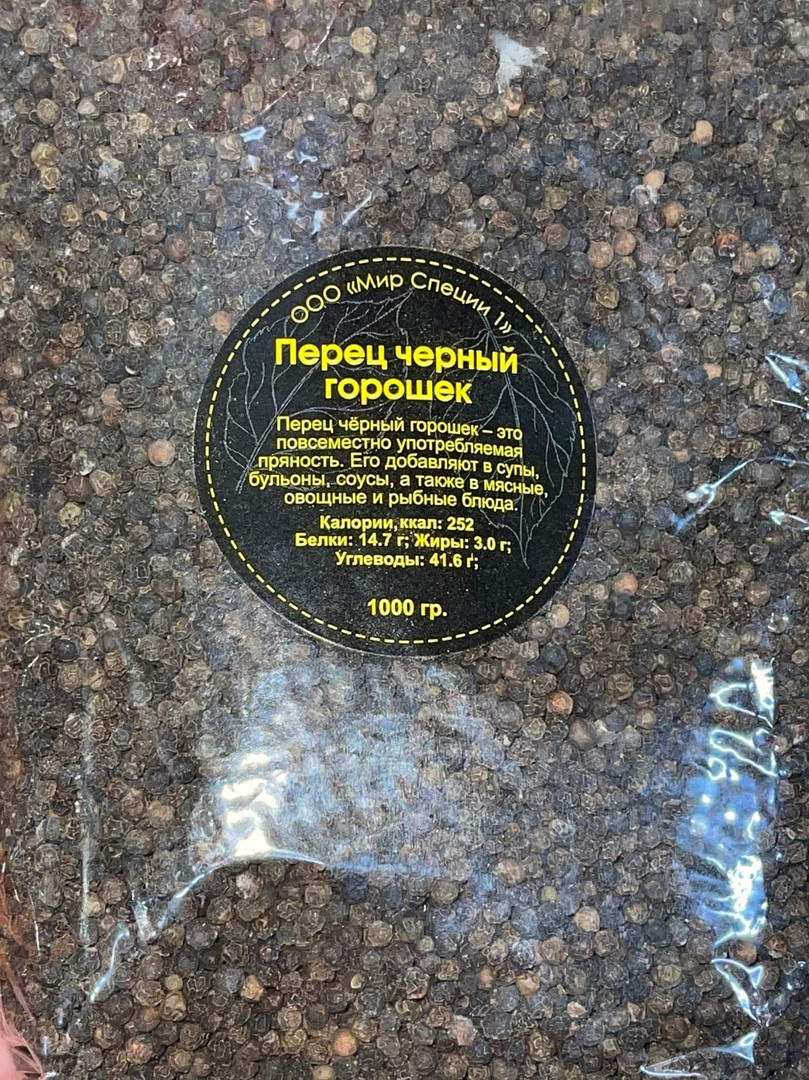 ООО «Мир Специи 1»
Перец черный
горошек
Перец чёрный горошек – это
повсеместно употребляемая
пряность. Его добавляют в супы,
бульоны, соусы, а также в мясные,
овощные и рыбные блюда.
Калории,ккал: 252
Белки: 14.7 г; Жиры: 3.0 г;
Углеводы: 41.6 г;
1000 гр.